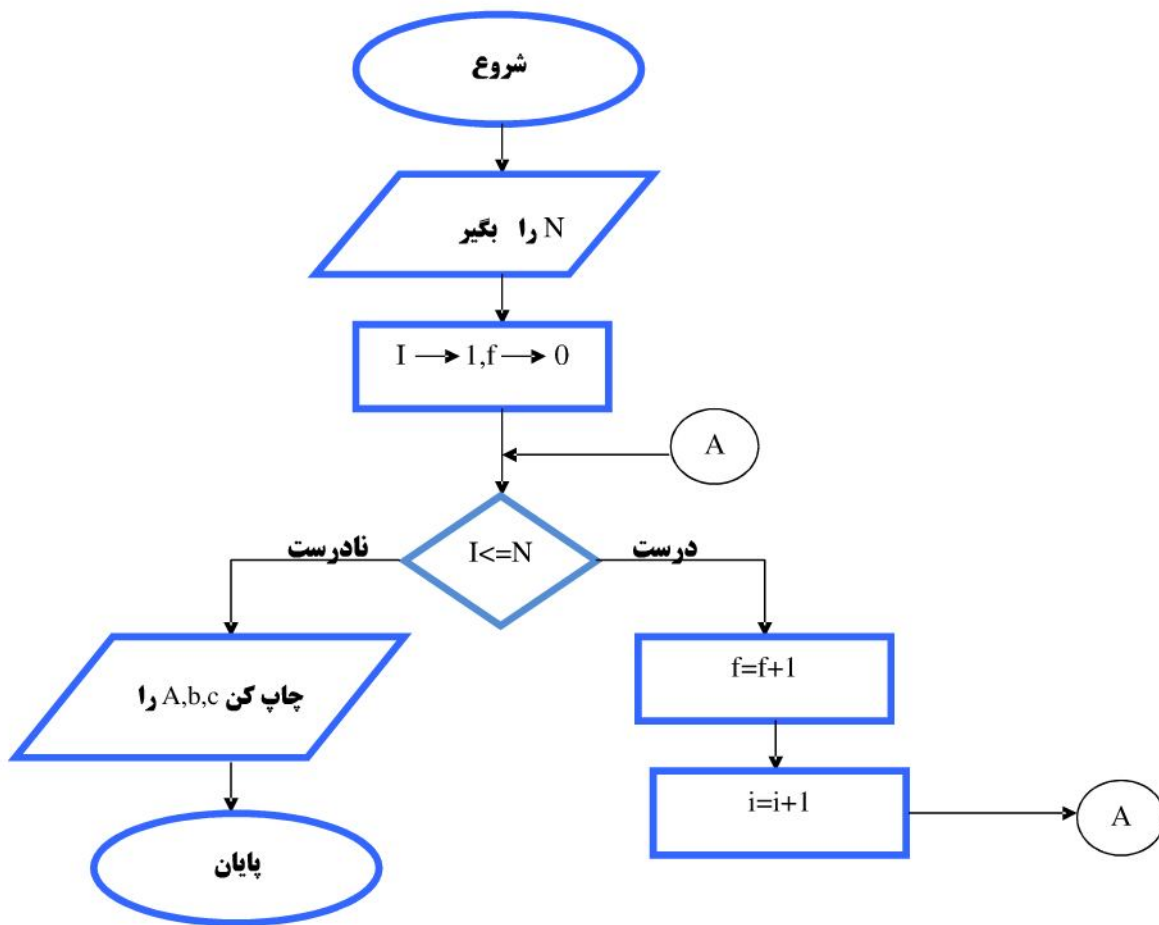 شروع
N را بگیر
I → 1,f → 0
A
I<=N
نادرست
درست
f=f+1
چاپ کن A,b,c را
i=i+1
A
پایان